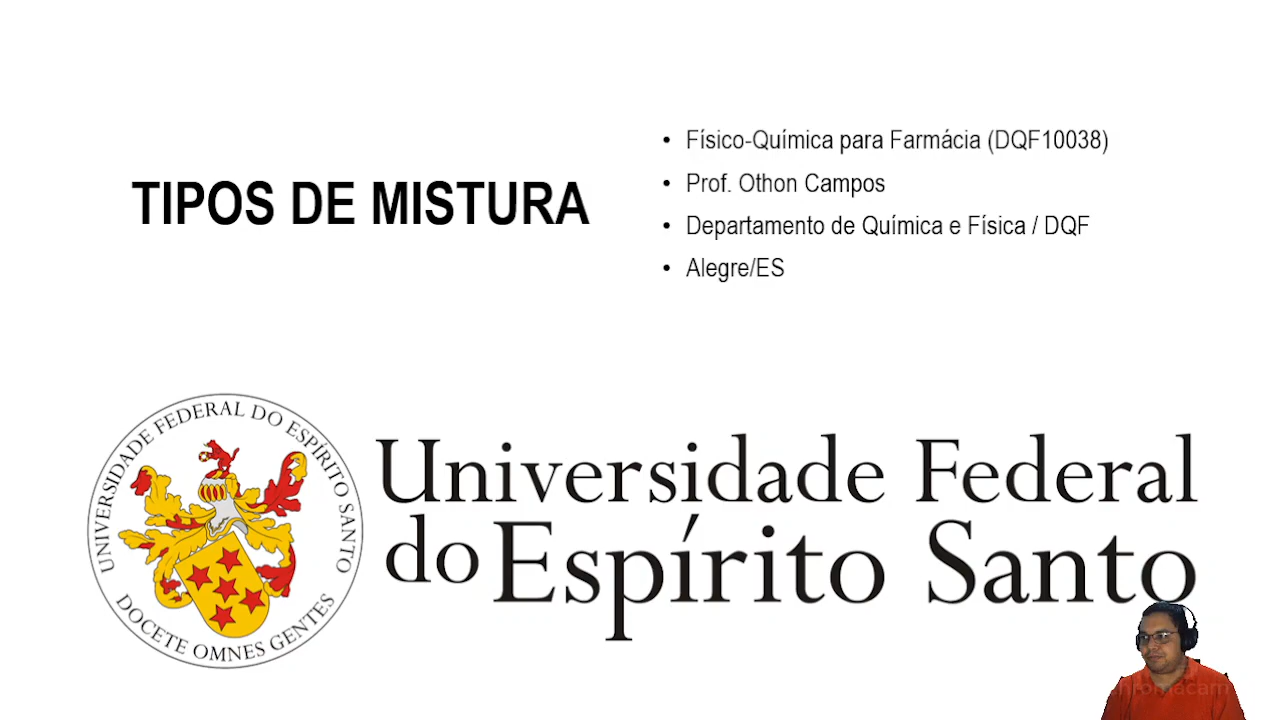 TIPOS DE MISTURA
• Físico-Química para Farmácia (DQF10038)
• Prof. Othon Campos
• Departamento de Química e Física / DQF
• Alegre/ES
UNIVERSIDADE FEDERAL DO ESPÍRITO SANTO
DOCETE OMNES GENTES
Universidade Federal
do Espírito Santo
chromacam